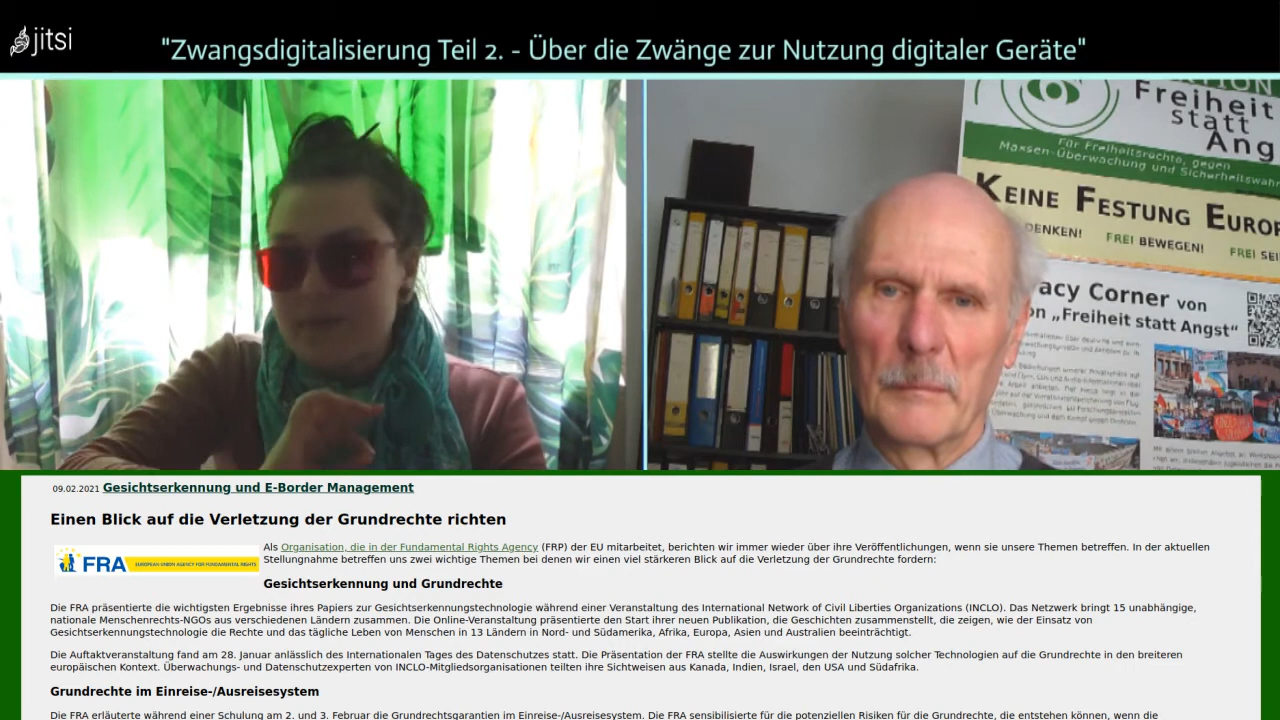 jitsi
"Zwangsdigitalisierung Teil 2. - Über die Zwänge zur Nutzung digitaler Geräte"
Freiheit
statt
Ang
Für Freiheitsrechte, gegen
Massen-Überwachung und Sicherheitswahn
KEINE FESTUNG EUROP
DENKEN! FREI BEWEGEN! FREI SEI
acy Corner von
on „Freiheit statt Angst“
09.02.2021 Gesichtserkennung und E-Border Management
Einen Blick auf die Verletzung der Grundrechte richten
FRA EUROPEAN UNION AGENCY FOR FUNDAMENTAL RIGHTS
Als Organisation, die in der Fundamental Rights Agency (FRP) der EU mitarbeitet, berichten wir immer wieder über ihre Veröffentlichungen, wenn sie unsere Themen betreffen. In der aktuellen
Stellungnahme betreffen uns zwei wichtige Themen bei denen wir einen viel stärkeren Blick auf die Verletzung der Grundrechte fordern:
Gesichtserkennung und Grundrechte
Die FRA präsentierte die wichtigsten Ergebnisse ihres Papiers zur Gesichtserkennungstechnologie während einer Veranstaltung des International Network of Civil Liberties Organizations (INCLO). Das Netzwerk bringt 15 unabhängige,
nationale Menschenrechts-NGOs aus verschiedenen Ländern zusammen. Die Online-Veranstaltung präsentierte den Start ihrer neuen Publikation, die Geschichten zusammenstellt, die zeigen, wie der Einsatz von
Gesichtserkennungstechnologie die Rechte und das tägliche Leben von Menschen in 13 Ländern in Nord- und Südamerika, Afrika, Europa, Asien und Australien beeinträchtigt.
Die Auftaktveranstaltung fand am 28. Januar anlässlich des Internationalen Tages des Datenschutzes statt. Die Präsentation der FRA stellte die Auswirkungen der Nutzung solcher Technologien auf die Grundrechte in den breiteren
europäischen Kontext. Überwachungs- und Datenschutzexperten von INCLO-Mitgliedsorganisationen teilten ihre Sichtweisen aus Kanada, Indien, Israel, den USA und Südafrika.
Grundrechte im Einreise-/Ausreisesystem
Die FRA erläuterte während einer Schulung am 2. und 3. Februar die Grundrechtsgarantien im Einreise-/Ausreisesystem. Die FRA sensibilisierte für die potenziellen Risiken für die Grundrechte, die entstehen können, wenn die